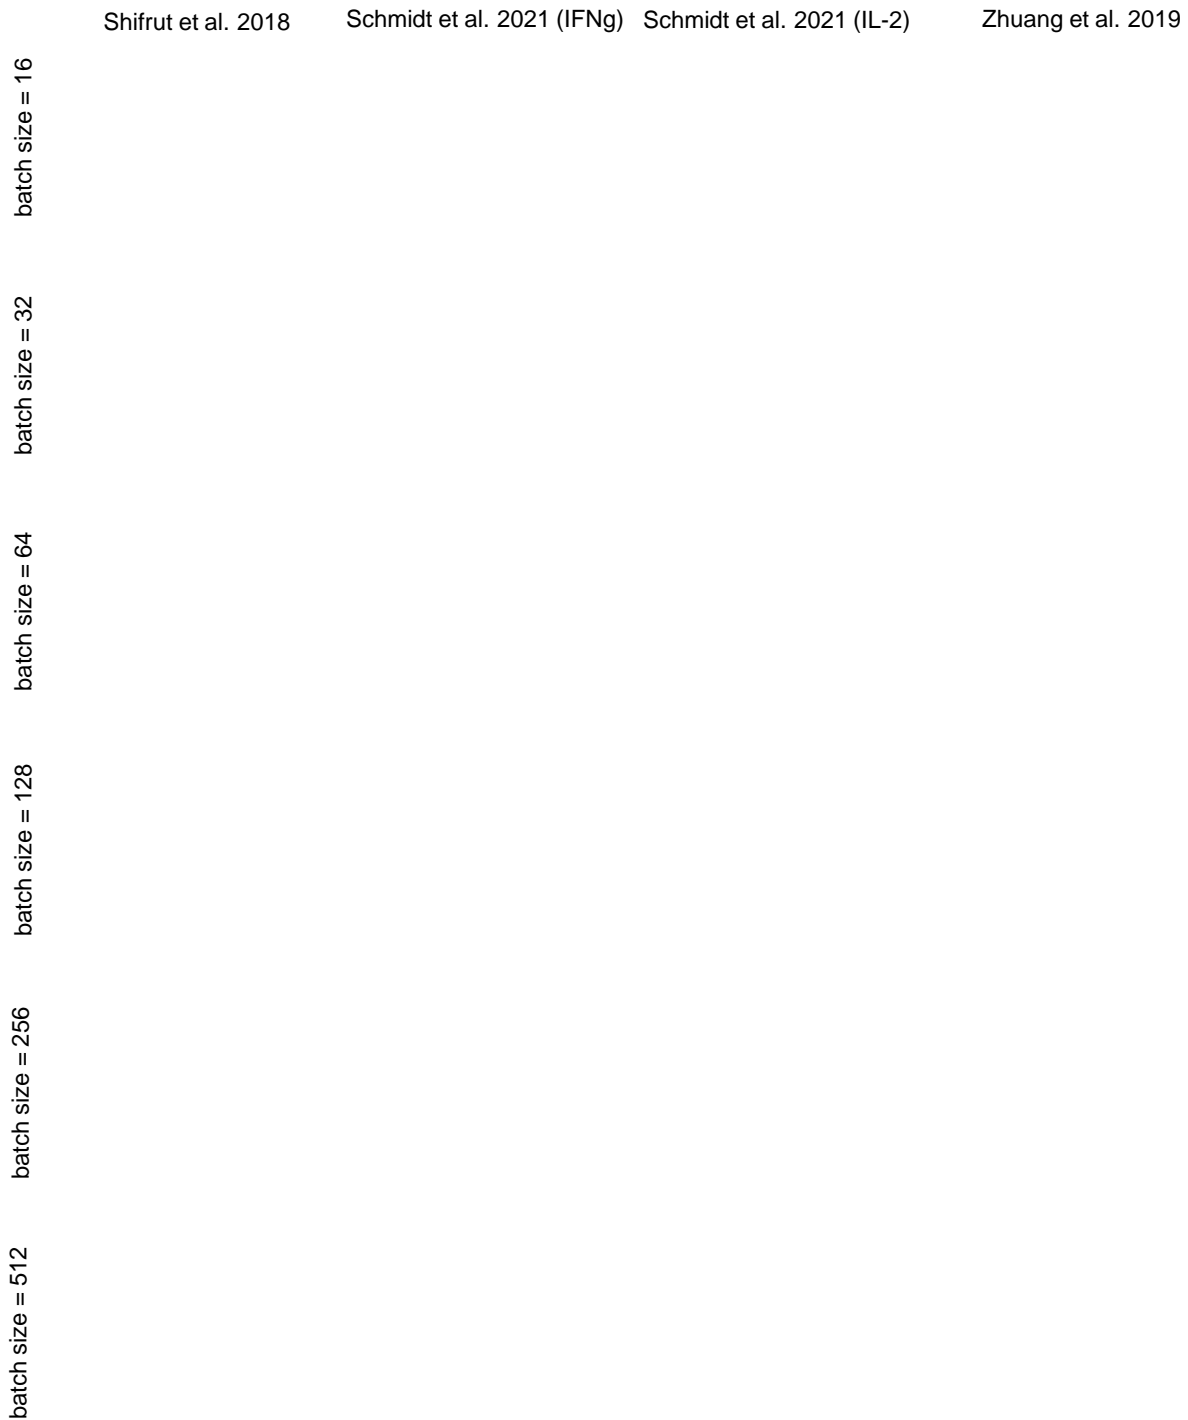 Shifrut et al. 2018
Schmidt et al. 2021 (IFNg)
Schmidt et al. 2021 (IL-2)
Zhuang et al. 2019
batch size = 16
batch size = 32
batch size = 64
batch size = 128
batch size = 256
batch size = 512